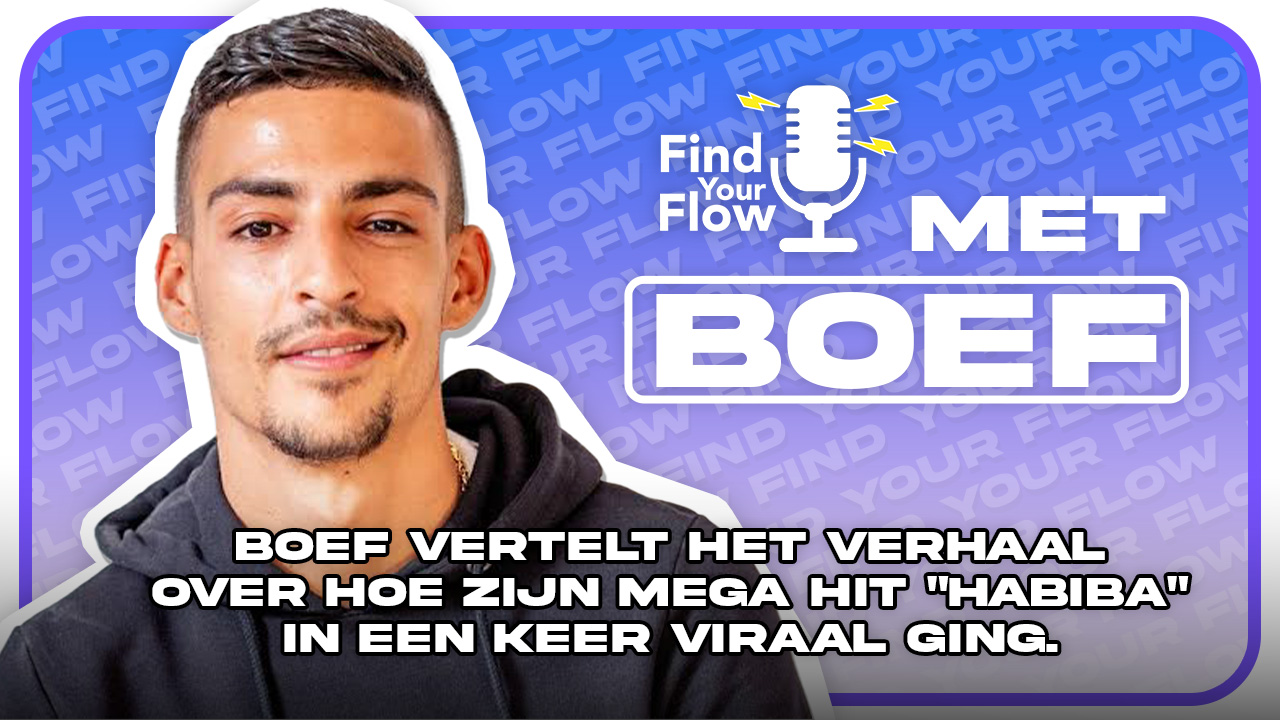 Find
Your
Flow
MET
BOEF
BOEF VERTELT HET VERHAAL
OVER HOE ZIJN MEGA HIT "HABIBA"
IN EEN KEER VIRAAL GING.